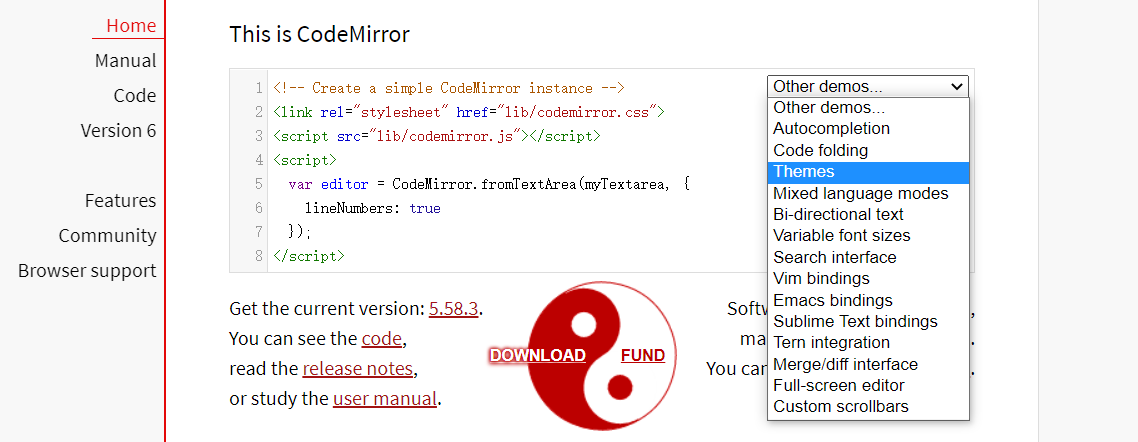 Home
Manual
Code
Version 6
Features
Community
Browser support
This is CodeMirror
1 <!-- Create a simple CodeMirror instance -->
2 <link rel="stylesheet" href="lib/codemirror.css">
3 <script src="lib/codemirror.js"></script>
4 <script>
5   var editor = CodeMirror.fromTextArea(myTextarea, {
6     lineNumbers: true
7   });
8 </script>
Other demos...
Other demos...
Autocompletion
Code folding
Themes
Mixed language modes
Bi-directional text
Variable font sizes
Search interface
Vim bindings
Emacs bindings
Sublime Text bindings
Tern integration
Merge/diff interface
Full-screen editor
Custom scrollbars
Get the current version: 5.58.3.
You can see the code,
read the release notes,
or study the user manual.
DOWNLOAD
FUND
You can